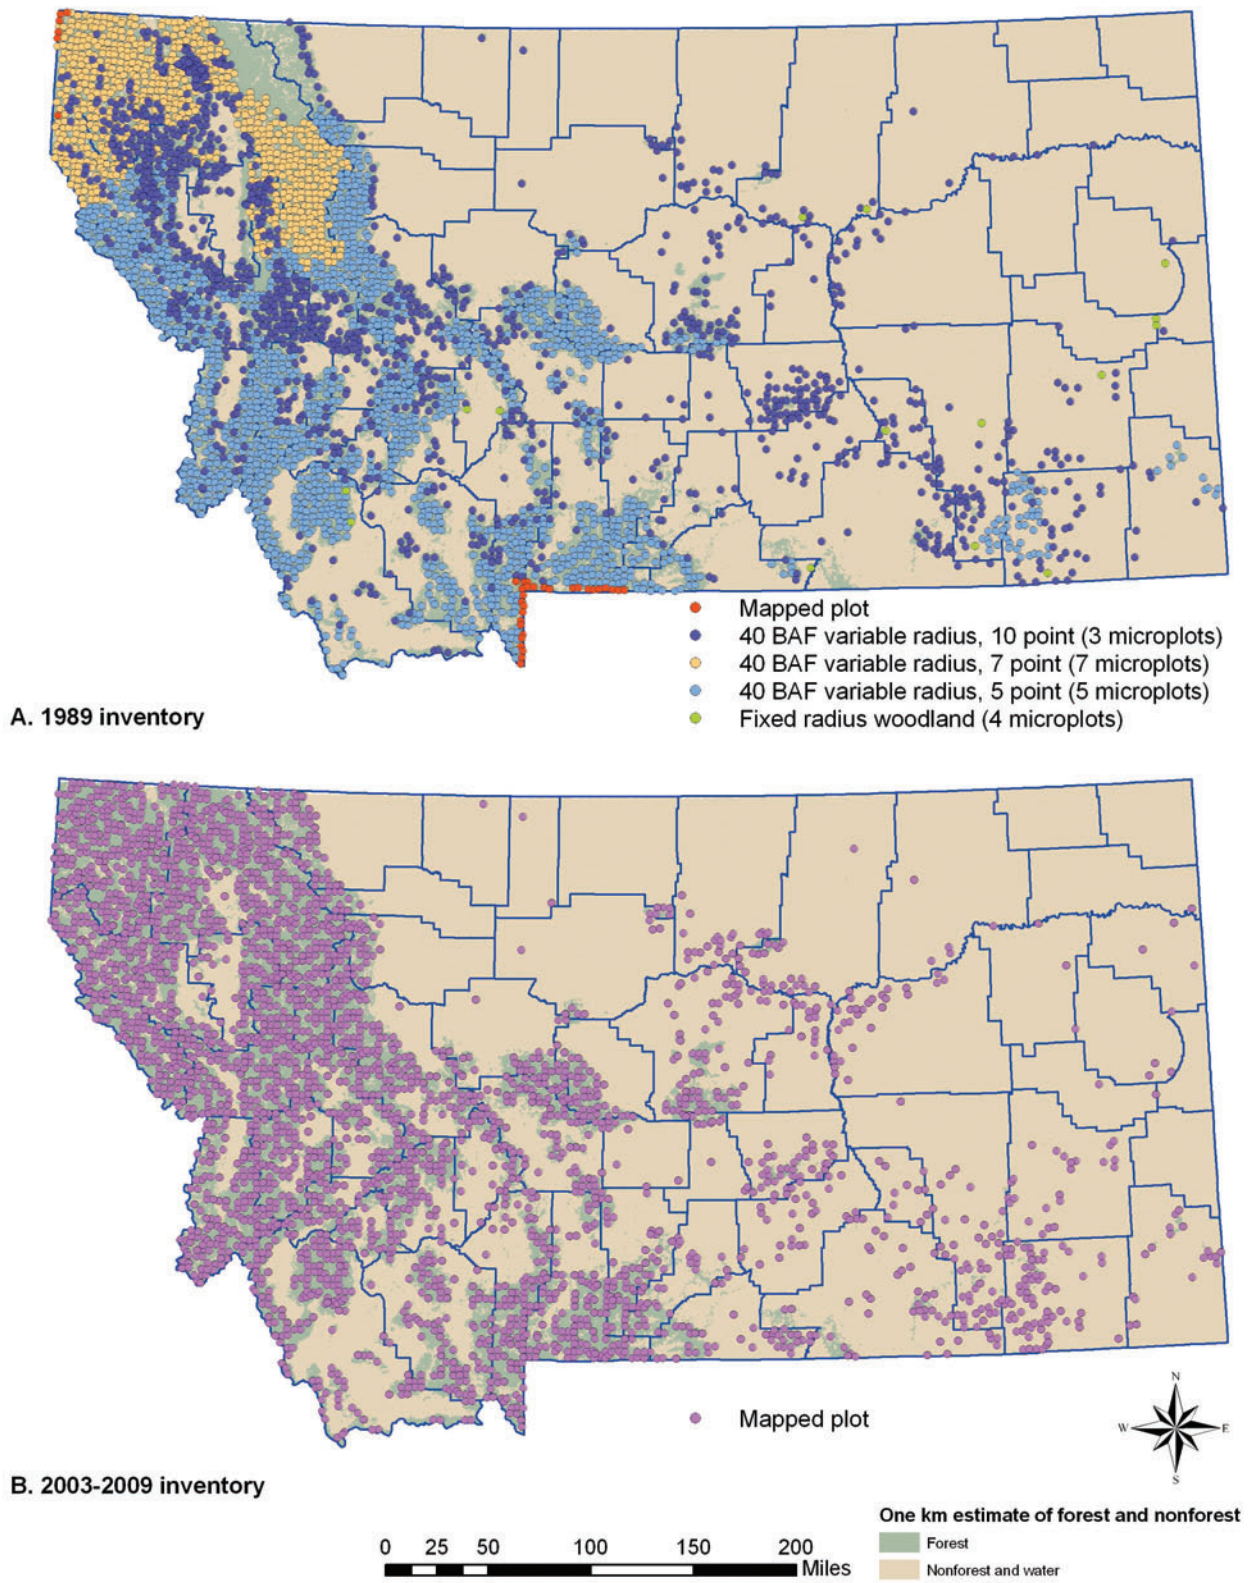 Mapped plot
40 BAF variable radius, 10 point (3 microplots)
40 BAF variable radius, 7 point (7 microplots)
40 BAF variable radius, 5 point (5 microplots)
Fixed radius woodland (4 microplots)
A. 1989 inventory
Mapped plot
N
W E
S
B. 2003-2009 inventory
One km estimate of forest and nonforest
Forest
Nonforest and water
0 25 50 100 150 200
Miles